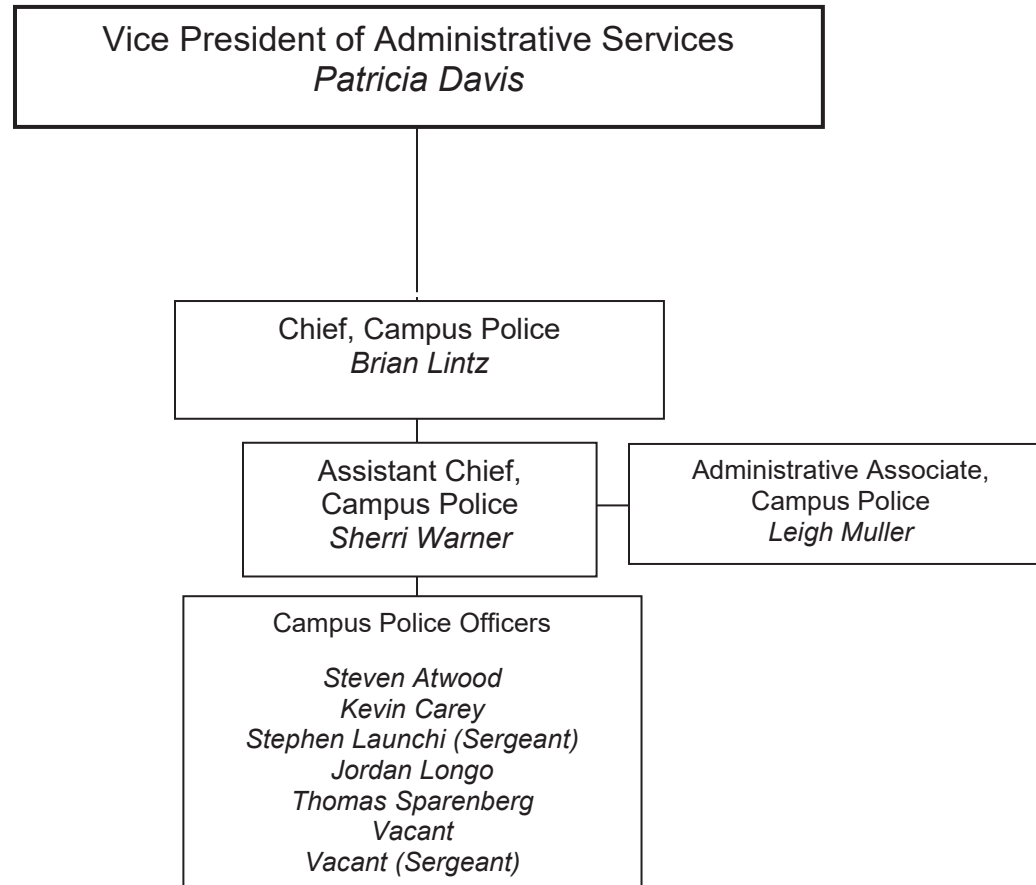 Vice President of Administrative Services
Patricia Davis
Chief, Campus Police
Brian Lintz
Assistant Chief,
Campus Police
Sherri Warner
Administrative Associate,
Campus Police
Leigh Muller
Campus Police Officers
Steven Atwood
Kevin Carey
Stephen Launchi (Sergeant)
Jordan Longo
Thomas Sparenberg
Vacant
Vacant (Sergeant)